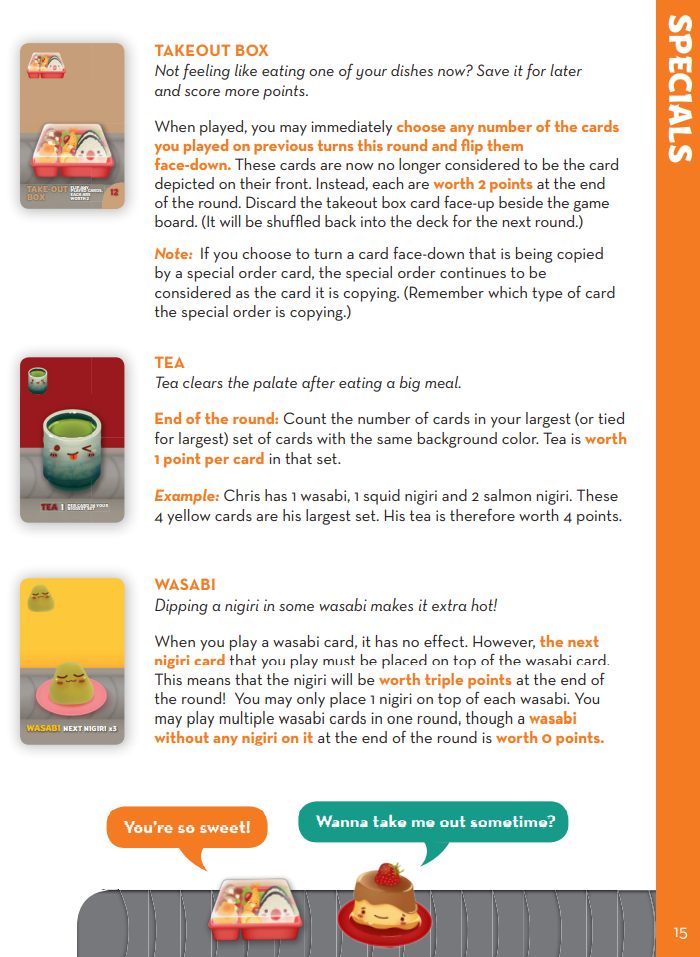 SPECIALS
TAKEOUT BOX
Not feeling like eating one of your dishes now? Save it for later
and score more points.
When played, you may immediately choose any number of the cards
you played on previous turns this round and flip them
face-down. These cards are now no longer considered to be the card
depicted on their front. Instead, each are worth 2 points at the end
of the round. Discard the takeout box card face-up beside the game
board. (It will be shuffled back into the deck for the next round.)
Note: If you choose to turn a card face-down that is being copied
by a special order card, the special order continues to be
considered as the card it is copying. (Remember which type of card
the special order is copying.)
TAKE-OUT
BOX
12
TEA
Tea clears the palate after eating a big meal.
End of the round: Count the number of cards in your largest (or tied
for largest) set of cards with the same background color. Tea is worth
1 point per card in that set.
Example: Chris has 1 wasabi, 1 squid nigiri and 2 salmon nigiri. These
4 yellow cards are his largest set. His tea is therefore worth 4 points.
TEA 1 PER CARD IN YOUR
BIGGEST SET
WASABI
Dipping a nigiri in some wasabi makes it extra hot!
When you play a wasabi card, it has no effect. However, the next
nigiri card that you play must be placed on top of the wasabi card.
This means that the nigiri will be worth triple points at the end of
the round! You may only place 1 nigiri on top of each wasabi. You
may play multiple wasabi cards in one round, though a wasabi
without any nigiri on it at the end of the round is worth 0 points.
WASABI NEXT NIGIRI x3
You're so sweet!
Wanna take me out sometime?
15